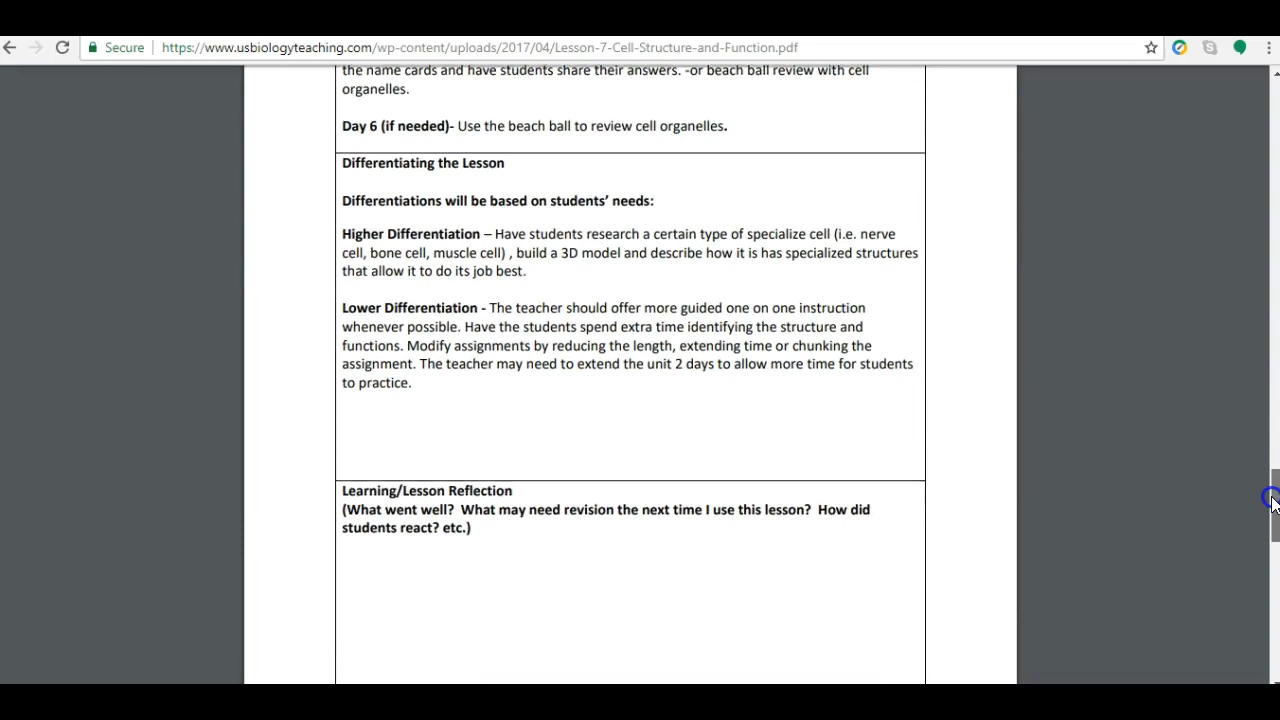 Secure
https://www.usbiologyteaching.com/wp-content/uploads/2017/04/Lesson-7-Cell-Structure-and-Function.pdf
the name cards and have students share their answers. -or beach ball review with cell
organelles.
Day 6 (if needed)- Use the beach ball to review cell organelles.
Differentiating the Lesson
Differentiations will be based on students’ needs:
Higher Differentiation – Have students research a certain type of specialize cell (i.e. nerve
cell, bone cell, muscle cell) , build a 3D model and describe how it is has specialized structures
that allow it to do its job best.
Lower Differentiation - The teacher should offer more guided one on one instruction
whenever possible. Have the students spend extra time identifying the structure and
functions. Modify assignments by reducing the length, extending time or chunking the
assignment. The teacher may need to extend the unit 2 days to allow more time for students
to practice.
Learning/Lesson Reflection
(What went well?  What may need revision the next time I use this lesson?  How did
students react? etc.)